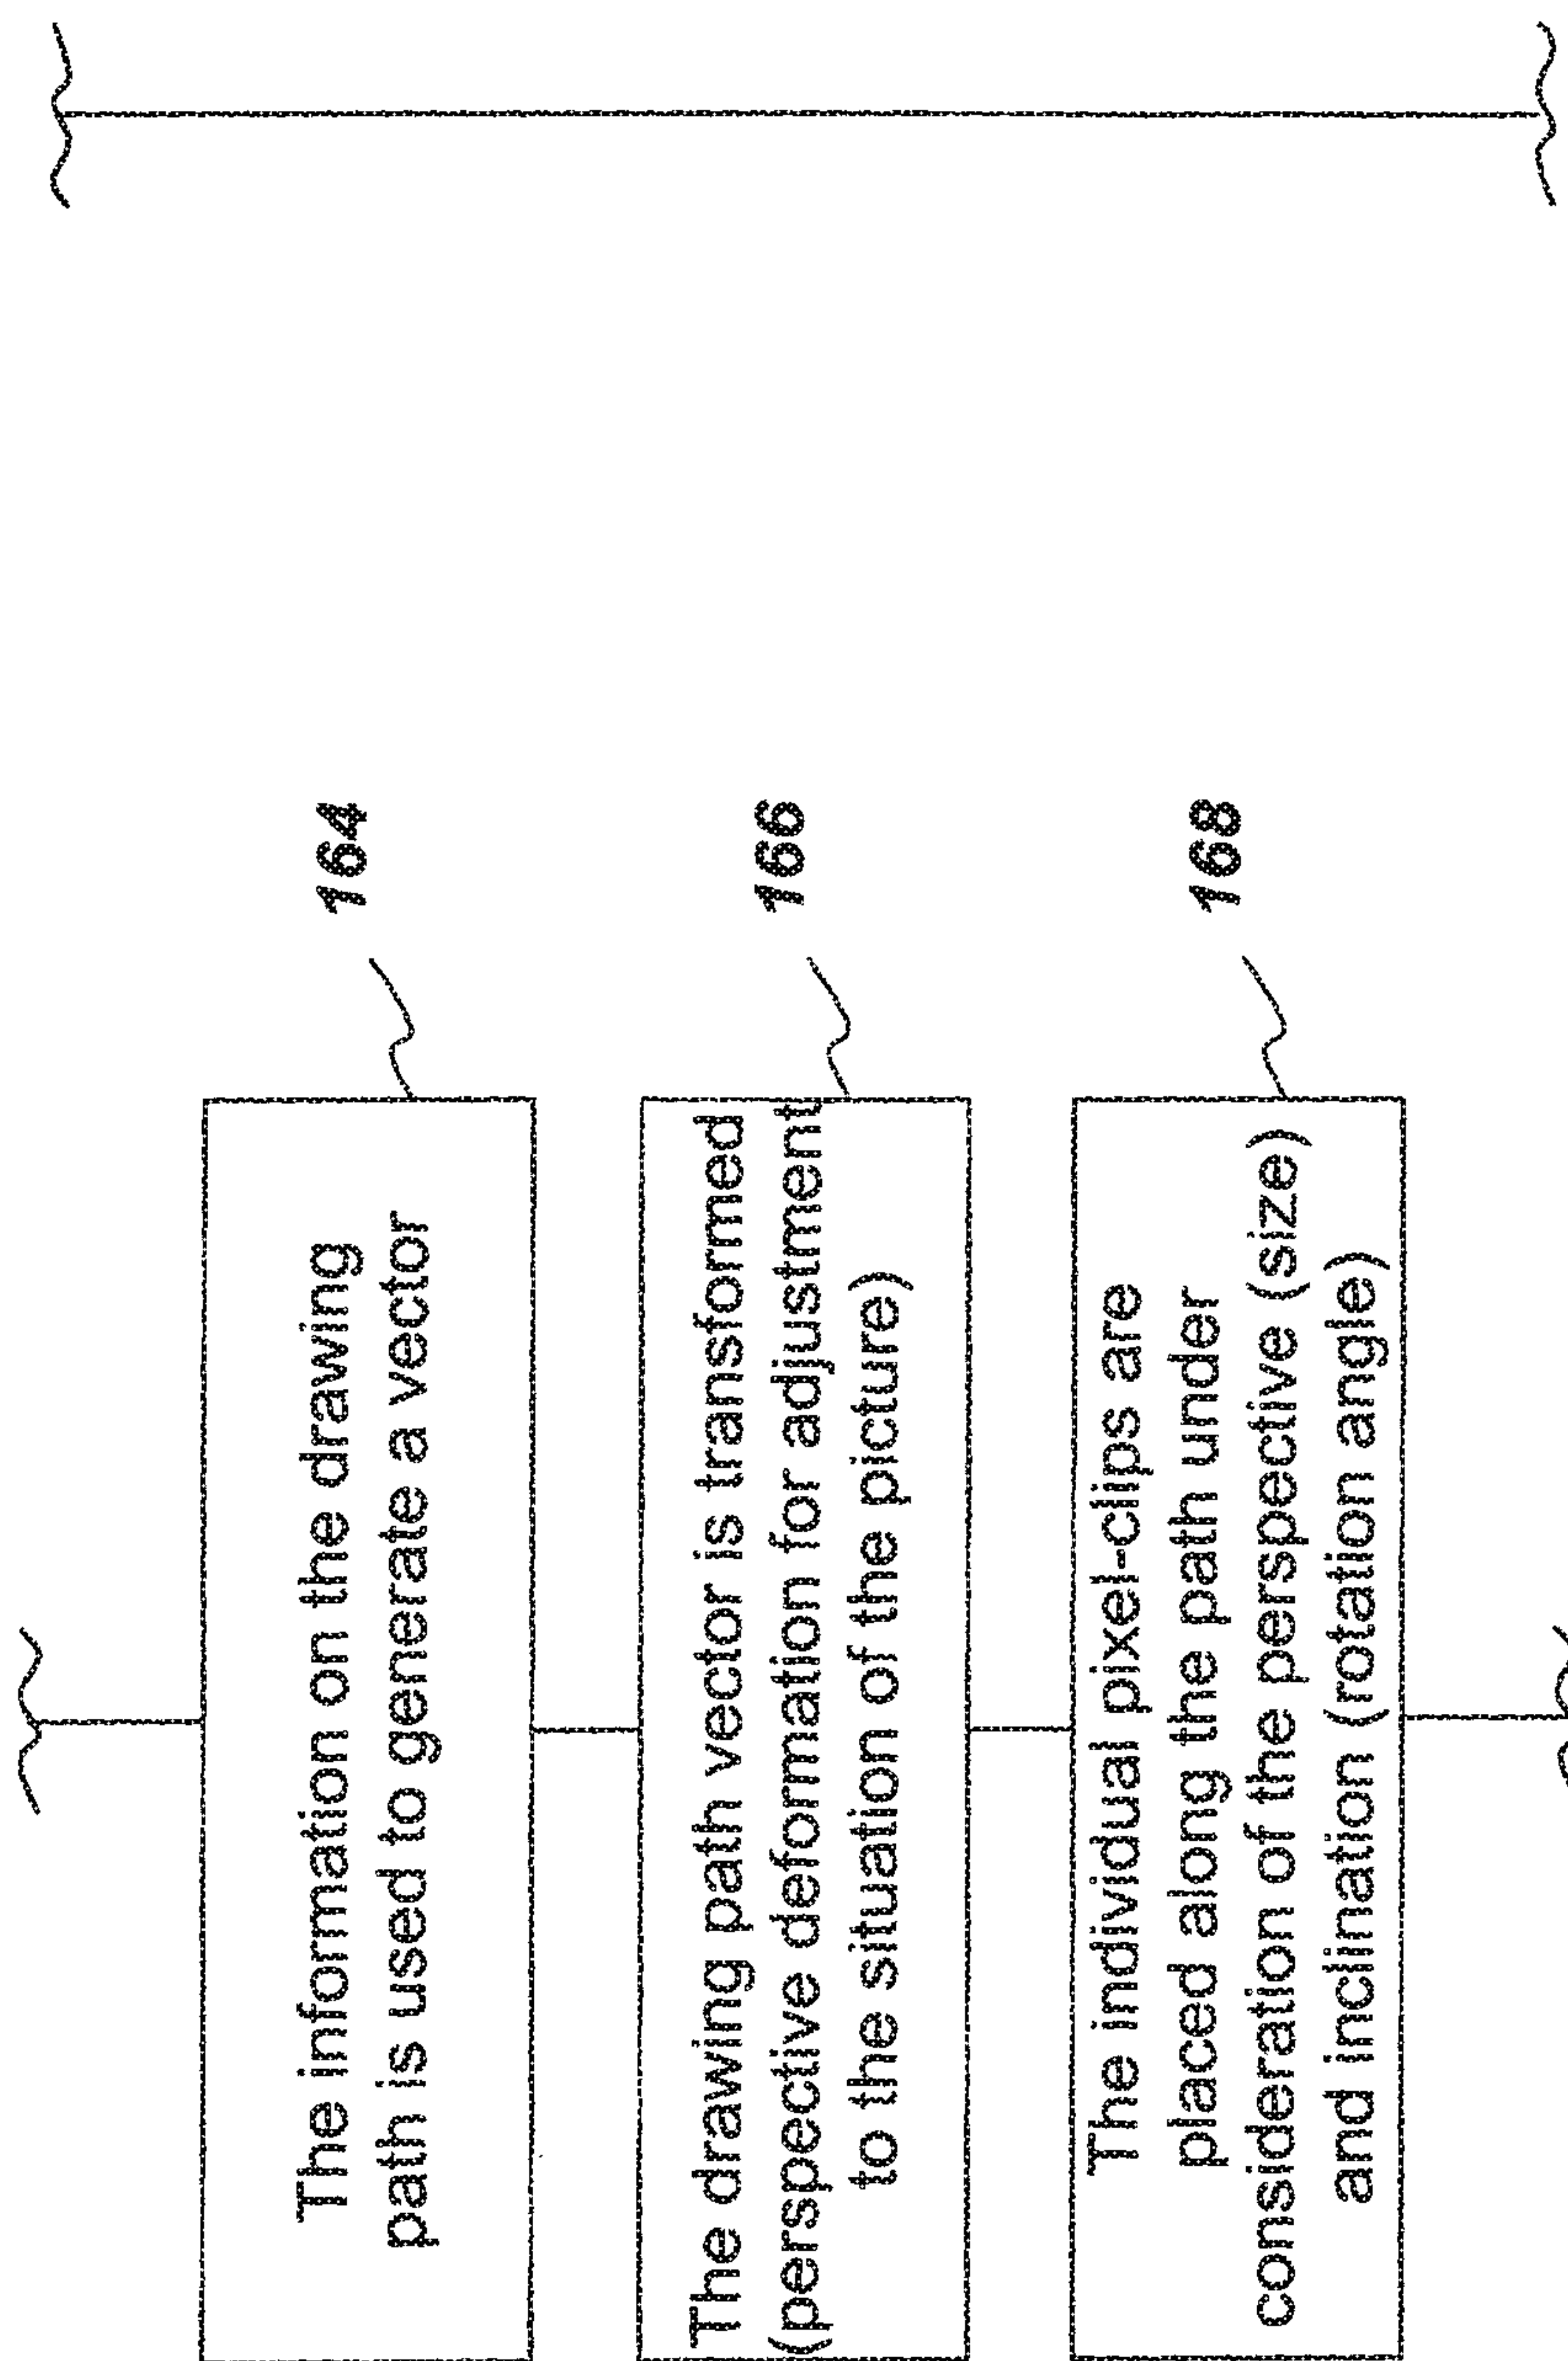 The information on the drawing
path is used to generate a vector
164
The drawing path vector is transformed
(perspective deformation for adjustment
to the situation of the picture)
166
The individual pixel-clips are
placed along the path under
consideration of the perspective (size)
and inclination (rotation angle)
168